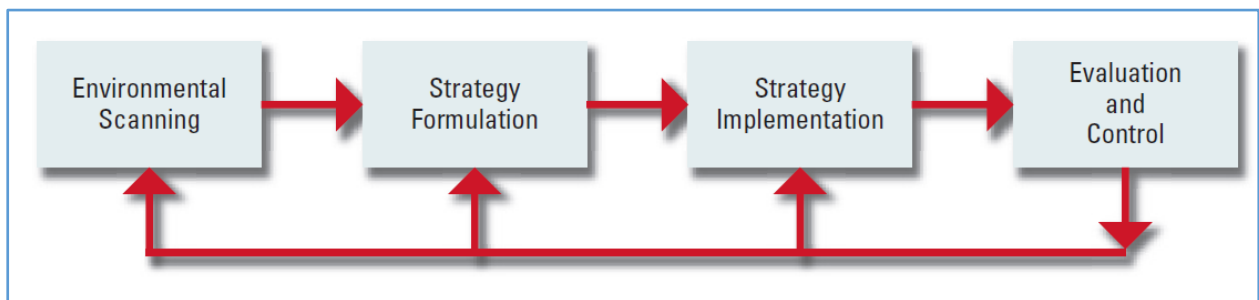 Environmental
Scanning
Strategy
Formulation
Strategy
Implementation
Evaluation
and
Control